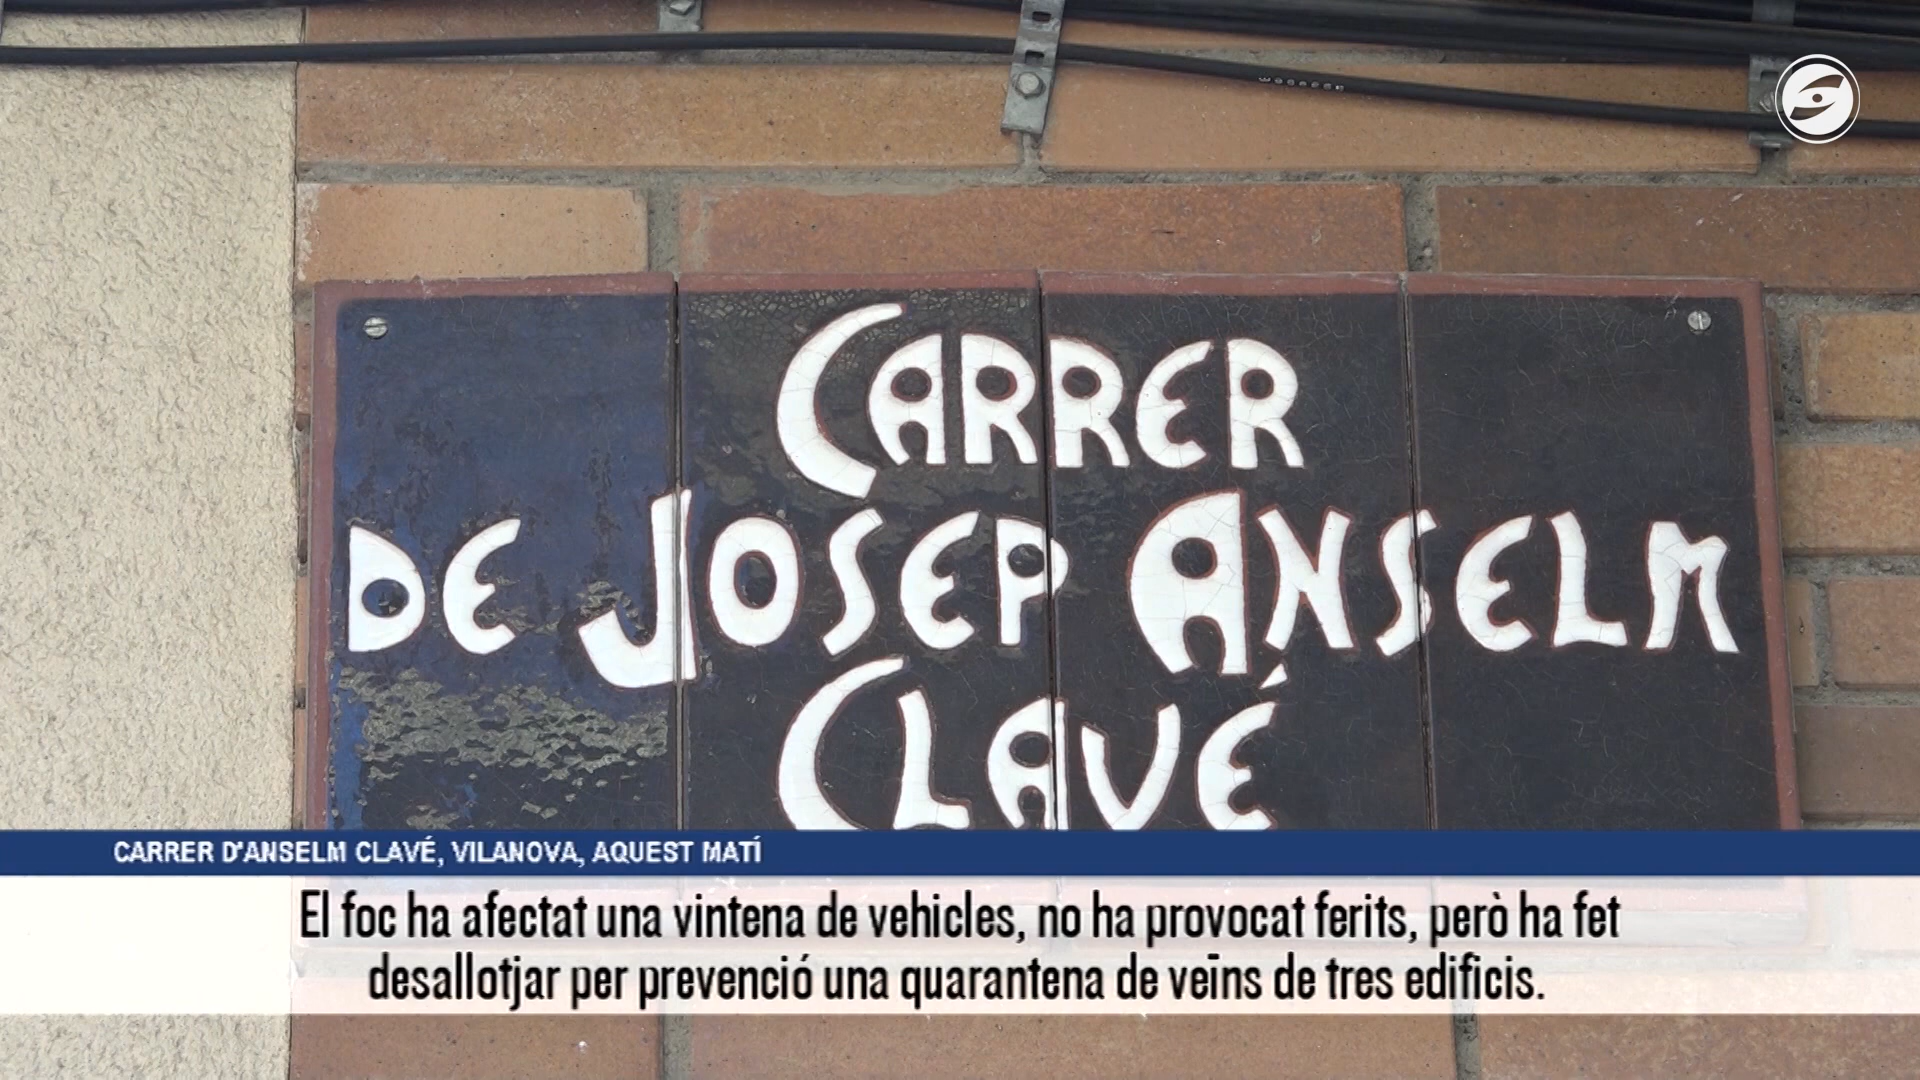 CARRER
DE JOSEP ANSELM
CLAVÉ
CARRER D'ANSELM CLAVÉ, VILANOVA, AQUEST MATÍ
El foc ha afectat una vintena de vehicles, no ha provocat ferits, però ha fet
desallotjar per prevenció una quarantena de veïns de tres edificis.